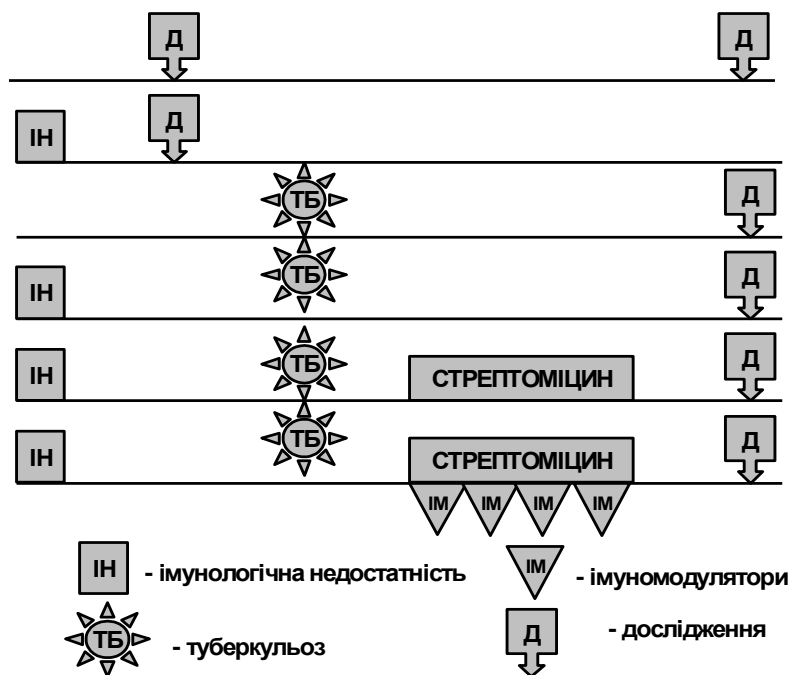 Д Д
ІН Д
ТБ Д
ІН ТБ Д
ІН ТБ СТРЕПТОМІЦИН Д
ІН ТБ СТРЕПТОМІЦИН Д
ІМ ІМ ІМ ІМ
ІН - імунологічна недостатність ІМ - імуномодулятори
ТБ - туберкульоз Д - дослідження